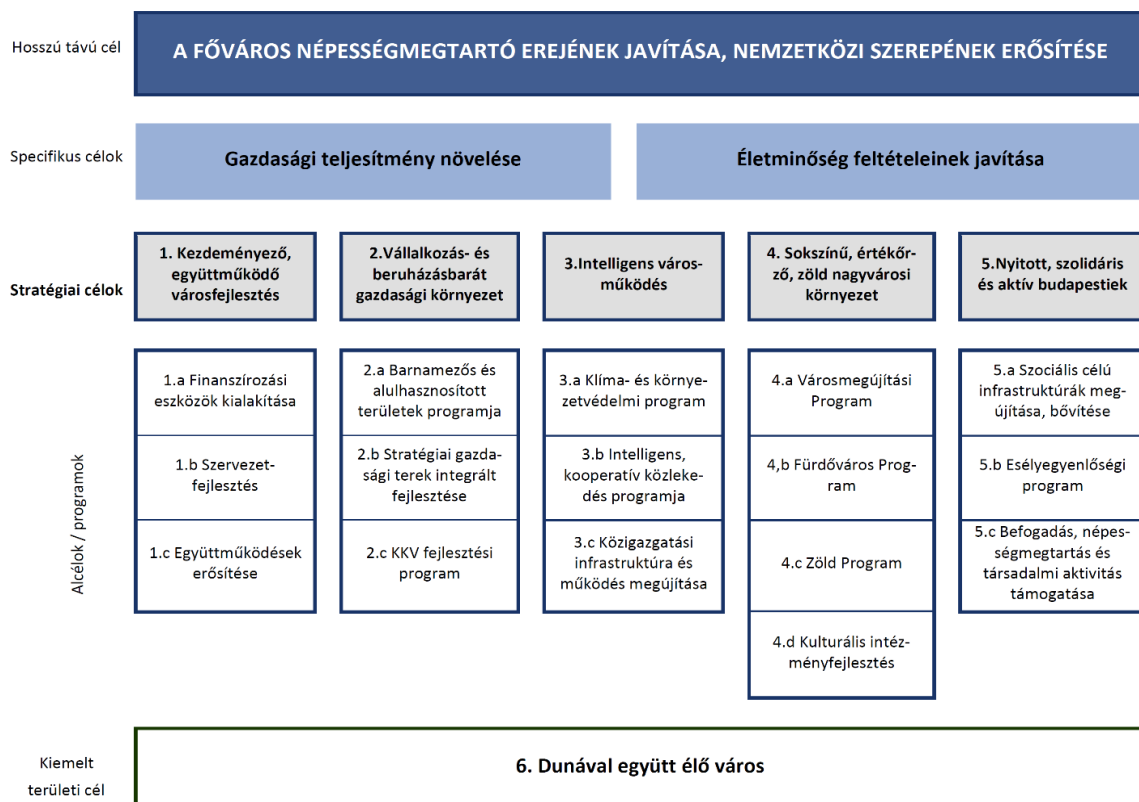 Hosszú távú cél
A FŐVÁROS NÉPESSÉGMEGTARTÓ EREJÉNEK JAVÍTÁSA, NEMZETKÖZI SZEREPÉNEK ERŐSÍTÉSE
Specifikus célok
Gazdasági teljesítmény növelése
Életminőség feltételeinek javítása
Stratégiai célok
1. Kezdeményező,
együttműködő
városfejlesztés
2.Vállalkozás- és
beruházásbarát
gazdasági környezet
3.Intelligens város-
működés
4. Sokszínű, értékőr-
ző, zöld nagyvárosi
környezet
5.Nyitott, szolidáris
és aktív budapestiek
Alcélok / programok
1.a Finanszírozási
eszközök kialakítása
1.b Szervezet-
fejlesztés
1.c Együttműködések
erősítése
2.a Barnamezős és
alulhasznosított
területek programja
2.b Stratégiai gazda-
sági terek integrált
fejlesztése
2.c KKV fejlesztési
program
3.a Klíma- és környe-
zetvédelmi program
3.b Intelligens,
kooperatív közleke-
dés programja
3.c Közigazgatási
infrastruktúra és
működés megújítása
4.a Városmegújítási
Program
4,b Fürdőváros Prog-
ram
4.c Zöld Program
4.d Kulturális intéz-
ményfejlesztés
5.a Szociális célú
infrastruktúrák meg-
újítása, bővítése
5.b Esélyegyenlőségi
program
5.c Befogadás, népes-
ségmegtartás és
társadalmi aktivitás
támogatása
Kiemelt
területi cél
6. Dunával együtt élő város